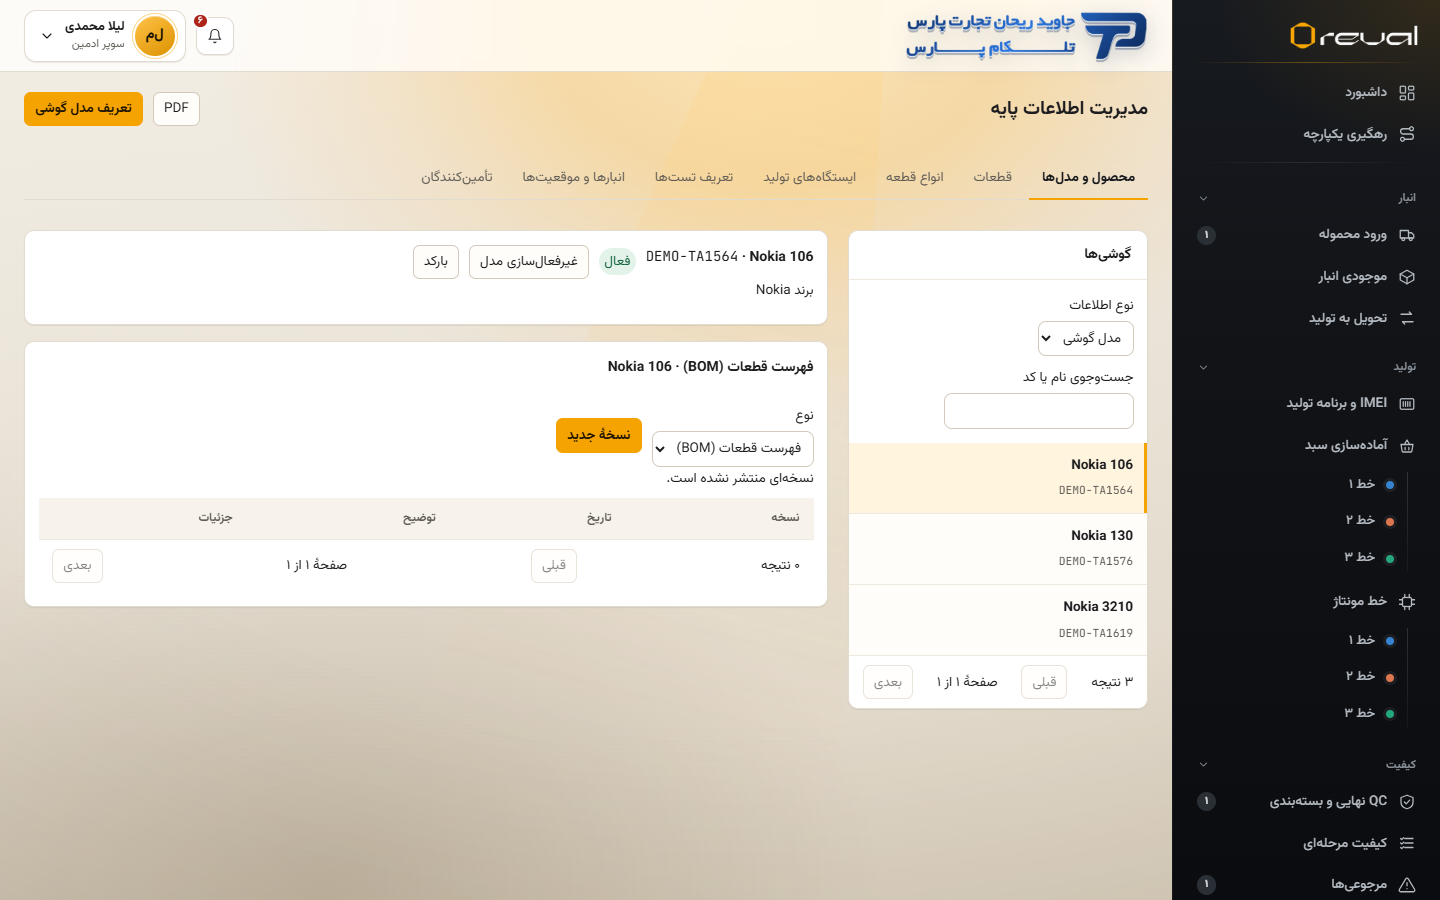 reval
داشبورد
رهگیری یکپارچه
انبار
ورود محموله
۱
موجودی انبار
تحویل به تولید
تولید
IMEI و برنامه تولید
آماده‌سازی سبد
خط ۱
خط ۲
خط ۳
خط مونتاژ
خط ۱
خط ۲
خط ۳
کیفیت
QC نهایی و بسته‌بندی
۱
کیفیت مرحله‌ای
مرجوعی‌ها
۱
جاوید ریحان تجارت پارس
تلکام پارس
۶
ل‌م
لیلا محمدی
سوپر ادمین
مدیریت اطلاعات پایه
PDF
تعریف مدل گوشی
محصول و مدل‌ها
قطعات
انواع قطعه
ایستگاه‌های تولید
تعریف تست‌ها
انبارها و موقعیت‌ها
تأمین‌کنندگان
گوشی‌ها
نوع اطلاعات
مدل گوشی
جست‌وجوی نام یا کد
Nokia 106
DEMO-TA1564
Nokia 130
DEMO-TA1576
Nokia 3210
DEMO-TA1619
۳ نتیجه
قبلی
صفحهٔ ۱ از ۱
بعدی
Nokia 106 · DEMO-TA1564
فعال
غیرفعال‌سازی مدل
بارکد
برند Nokia
فهرست قطعات (BOM) · Nokia 106
نوع
فهرست قطعات (BOM)
نسخهٔ جدید
نسخه‌ای منتشر نشده است.
نسخه
تاریخ
توضیح
جزئیات
۰ نتیجه
قبلی
صفحهٔ ۱ از ۱
بعدی